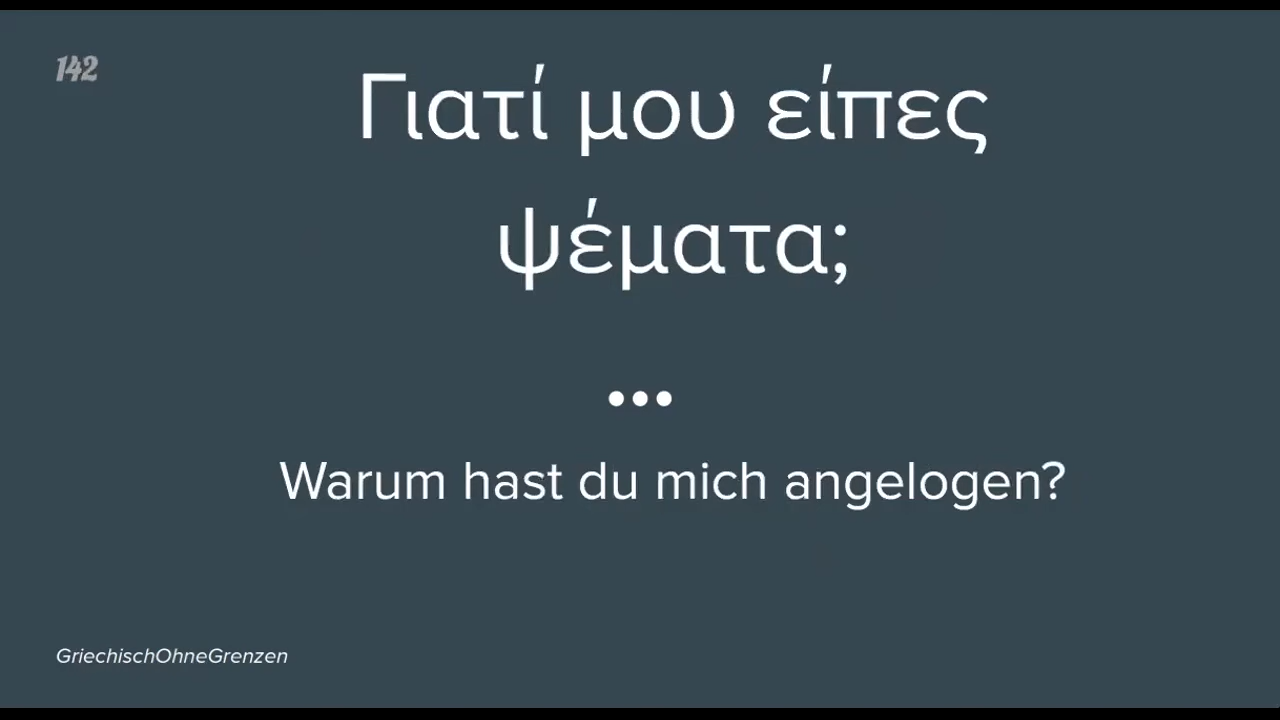 142
Γιατί μου είπες
ψέματα;
...
Warum hast du mich angelogen?
GriechischOhneGrenzen